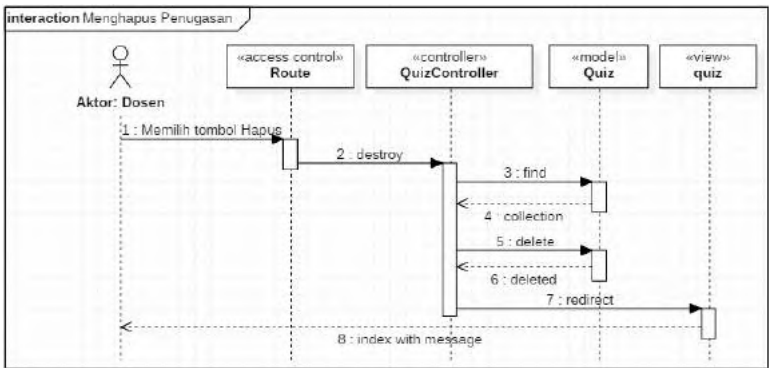 interaction Menghapus Penugasan
«access control»
Route
«controller»
QuizController
«model»
Quiz
«view»
quiz
Aktor: Dosen
1 : Memilih tombol Hapus
2 : destroy
3 : find
4 : collection
5 : delete
6 : deleted
7 : redirect
8 : index with message